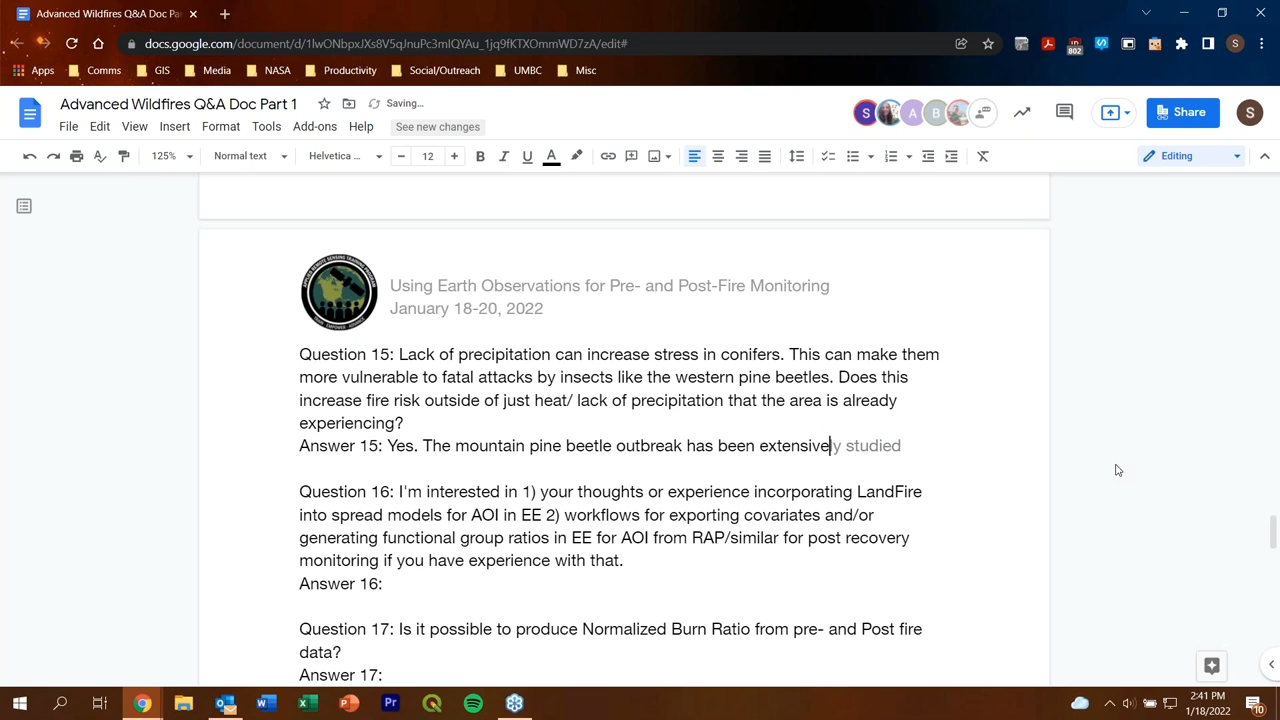 Advanced Wildfires Q&A Doc Pa
docs.google.com/document/d/1lwONbpxJXs8V5qJnuPc3mIQYAu_1jq9fKTXOmmWD7zA/edit#
802
S
Apps Comms GIS Media NASA Productivity Social/Outreach UMBC Misc
Advanced Wildfires Q&A Doc Part 1 Saving...
S A B Share S
File Edit View Insert Format Tools Add-ons Help See new changes
125% Normal text Helvetica ... 12 B I U A Editing
Using Earth Observations for Pre- and Post-Fire Monitoring
January 18-20, 2022
Question 15: Lack of precipitation can increase stress in conifers. This can make them
more vulnerable to fatal attacks by insects like the western pine beetles. Does this
increase fire risk outside of just heat/ lack of precipitation that the area is already
experiencing?
Answer 15: Yes. The mountain pine beetle outbreak has been extensively studied
Question 16: I'm interested in 1) your thoughts or experience incorporating LandFire
into spread models for AOI in EE 2) workflows for exporting covariates and/or
generating functional group ratios in EE for AOI from RAP/similar for post recovery
monitoring if you have experience with that.
Answer 16:
Question 17: Is it possible to produce Normalized Burn Ratio from pre- and Post fire
data?
Answer 17:
2:41 PM
1/18/2022
10